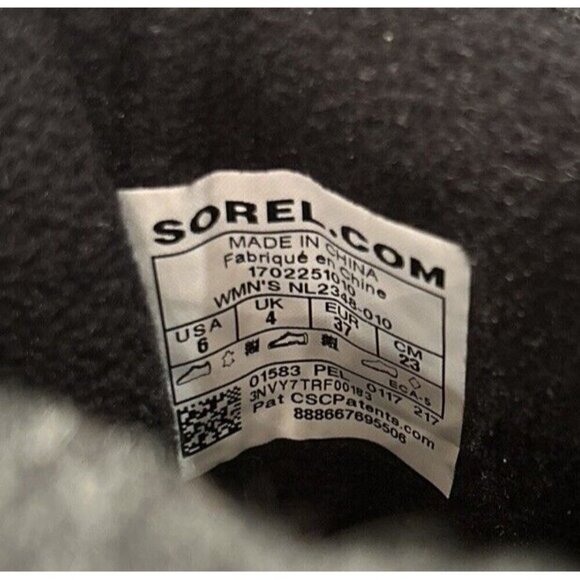 SOREL.COM
MADE IN CHINA
Fabriqué en Chine
1702251010
WMN'S NL2348-010
USA UK EUR CM
6 4 37 23
ECA-5
01583 PEL 0117 217
3NVY7TRF00183
Pat CSCPatents.com
888667695506